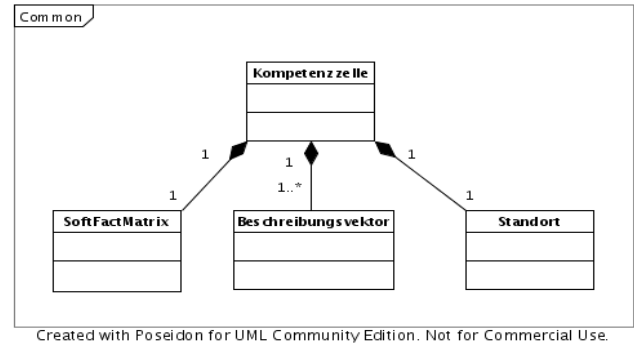 Common
Kompetenzzelle
1
1
1
1..*
1
1
SoftFactMatrix
Beschreibungsvektor
Standort
Created with Poseidon for UML Community Edition. Not for Commercial Use.